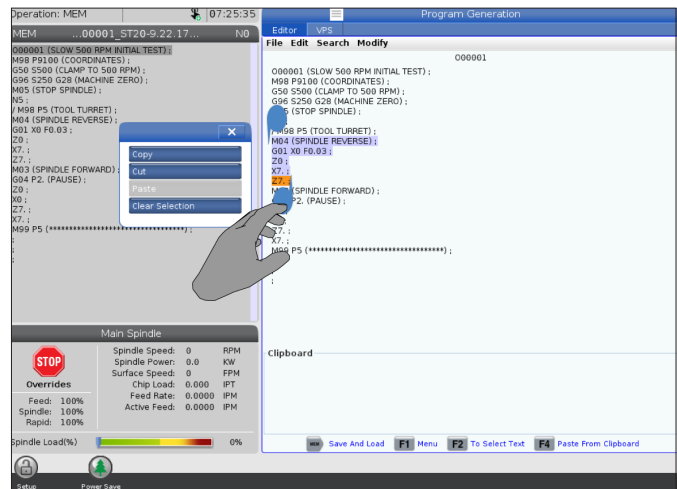 Operation: MEM
07:25:35
Program Generation
MEM ...00001_ST20-9.22.17... N0
O00001 (SLOW 500 RPM INITIAL TEST) ;
M98 P9100 (COORDINATES) ;
G50 S500 (CLAMP TO 500 RPM) ;
G96 S250 G28 (MACHINE ZERO) ;
M05 (STOP SPINDLE) ;
N5 ;
/ M98 P5 (TOOL TURRET) ;
M04 (SPINDLE REVERSE) ;
G01 X0 F0.03 ;
Z0 ;
X7. ;
Z7. ;
M03 (SPINDLE FORWARD) ;
G04 P2. (PAUSE) ;
Z0 ;
X0 ;
Z7. ;
X7. ;
M99 P5 (**********************************) ;
;
;
;
X
Copy
Cut
Paste
Clear Selection
Editor VPS
File Edit Search Modify
O00001
O00001 (SLOW 500 RPM INITIAL TEST) ;
M98 P9100 (COORDINATES) ;
G50 S500 (CLAMP TO 500 RPM) ;
G96 S250 G28 (MACHINE ZERO) ;
(STOP SPINDLE) ;
M98 P5 (TOOL TURRET) ;
M04 (SPINDLE REVERSE) ;
G01 X0 F0.03 ;
Z0 ;
X7. ;
Z7. ;
(SPINDLE FORWARD) ;
P2. (PAUSE) ;
Z7. ;
X7. ;
M99 P5 (**********************************) ;
;
;
Clipboard
Main Spindle
STOP
Overrides
Feed: 100%
Spindle: 100%
Rapid: 100%
Spindle Speed: 0 RPM
Spindle Power: 0.0 KW
Surface Speed: 0 FPM
Chip Load: 0.000 IPT
Feed Rate: 0.0000 IPM
Active Feed: 0.0000 IPM
Spindle Load(%) 0%
MEM Save And Load F1 Menu F2 To Select Text F4 Paste From Clipboard
Setup Power Save